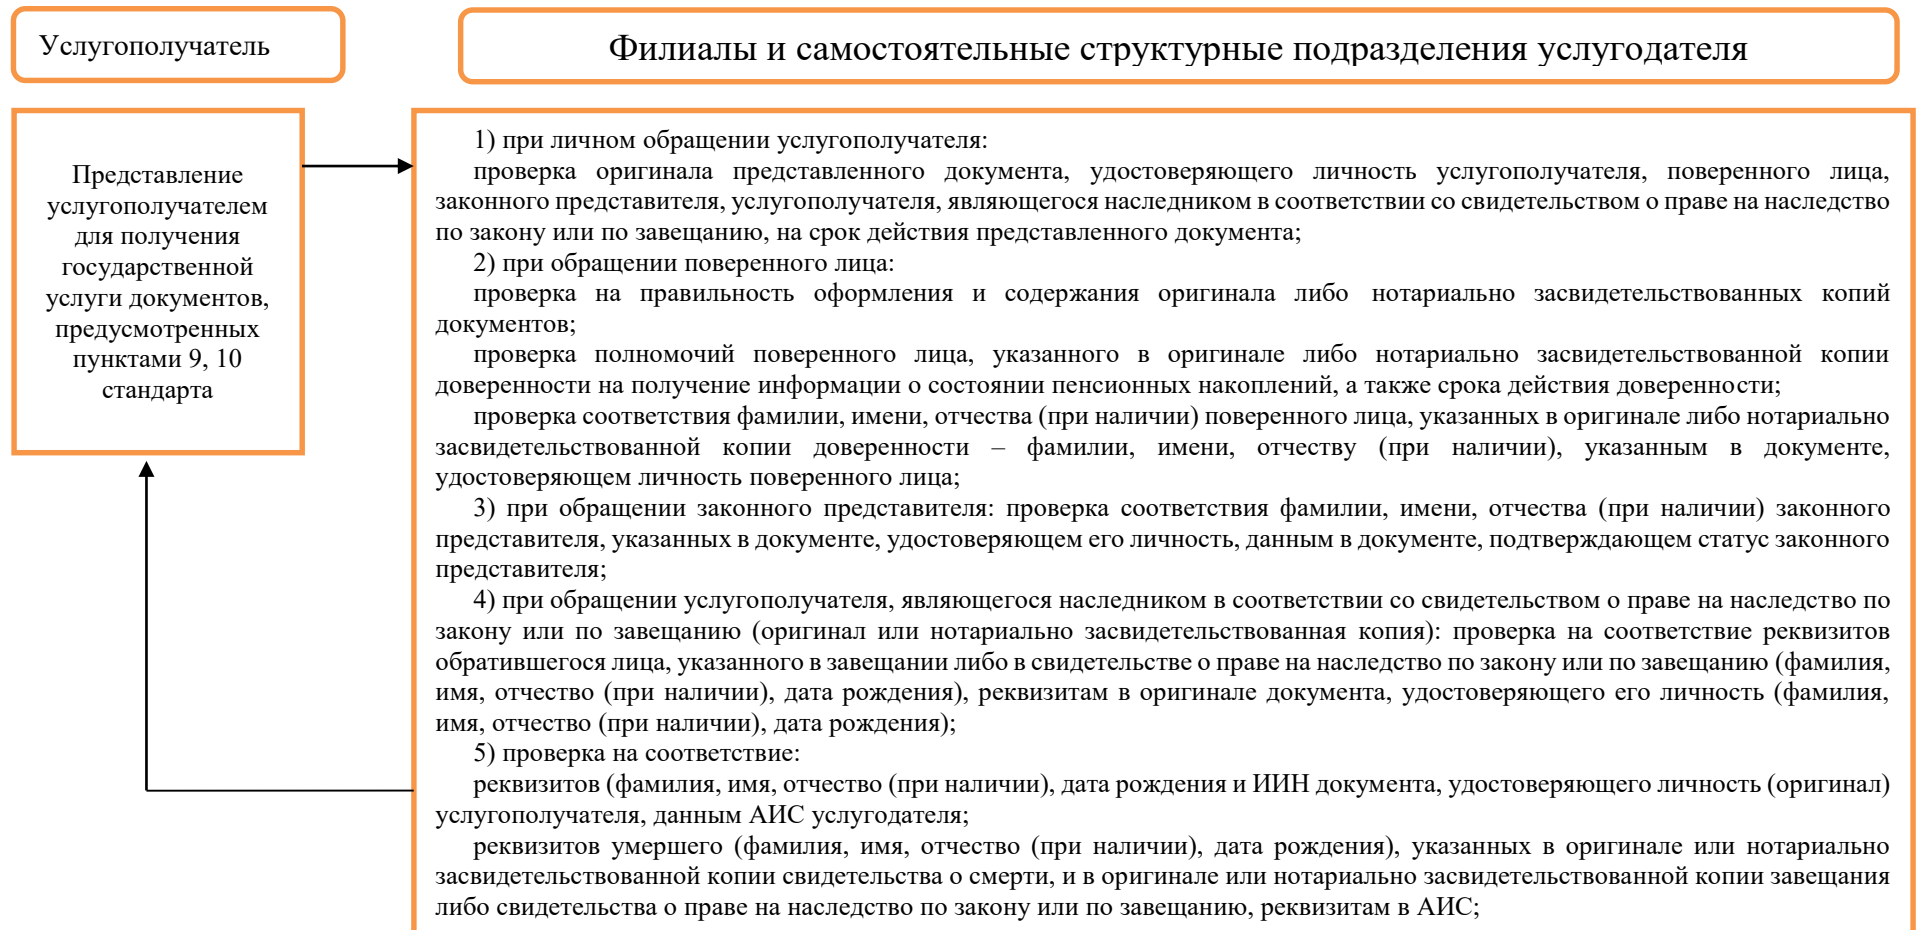 Услугополучатель
Филиалы и самостоятельные структурные подразделения услугодателя
Представление
услугополучателем
для получения
государственной
услуги документов,
предусмотренных
пунктами 9, 10
стандарта
1) при личном обращении услугополучателя:
проверка оригинала представленного документа, удостоверяющего личность услугополучателя, поверенного лица,
законного представителя, услугополучателя, являющегося наследником в соответствии со свидетельством о праве на наследство
по закону или по завещанию, на срок действия представленного документа;
2) при обращении поверенного лица:
проверка на правильность оформления и содержания оригинала либо нотариально засвидетельствованных копий
документов;
проверка полномочий поверенного лица, указанного в оригинале либо нотариально засвидетельствованной копии
доверенности на получение информации о состоянии пенсионных накоплений, а также срока действия доверенности;
проверка соответствия фамилии, имени, отчества (при наличии) поверенного лица, указанных в оригинале либо нотариально
засвидетельствованной копии доверенности – фамилии, имени, отчеству (при наличии), указанным в документе,
удостоверяющем личность поверенного лица;
3) при обращении законного представителя: проверка соответствия фамилии, имени, отчества (при наличии) законного
представителя, указанных в документе, удостоверяющем его личность, данным в документе, подтверждающем статус законного
представителя;
4) при обращении услугополучателя, являющегося наследником в соответствии со свидетельством о праве на наследство по
закону или по завещанию (оригинал или нотариально засвидетельствованная копия): проверка на соответствие реквизитов
обратившегося лица, указанного в завещании либо в свидетельстве о праве на наследство по закону или по завещанию (фамилия,
имя, отчество (при наличии), дата рождения), реквизитам в оригинале документа, удостоверяющего его личность (фамилия,
имя, отчество (при наличии), дата рождения);
5) проверка на соответствие:
реквизитов (фамилия, имя, отчество (при наличии), дата рождения и ИИН документа, удостоверяющего личность (оригинал)
услугополучателя, данным АИС услугодателя;
реквизитов умершего (фамилия, имя, отчество (при наличии), дата рождения), указанных в оригинале или нотариально
засвидетельствованной копии свидетельства о смерти, и в оригинале или нотариально засвидетельствованной копии завещания
либо свидетельства о праве на наследство по закону или по завещанию, реквизитам в АИС;